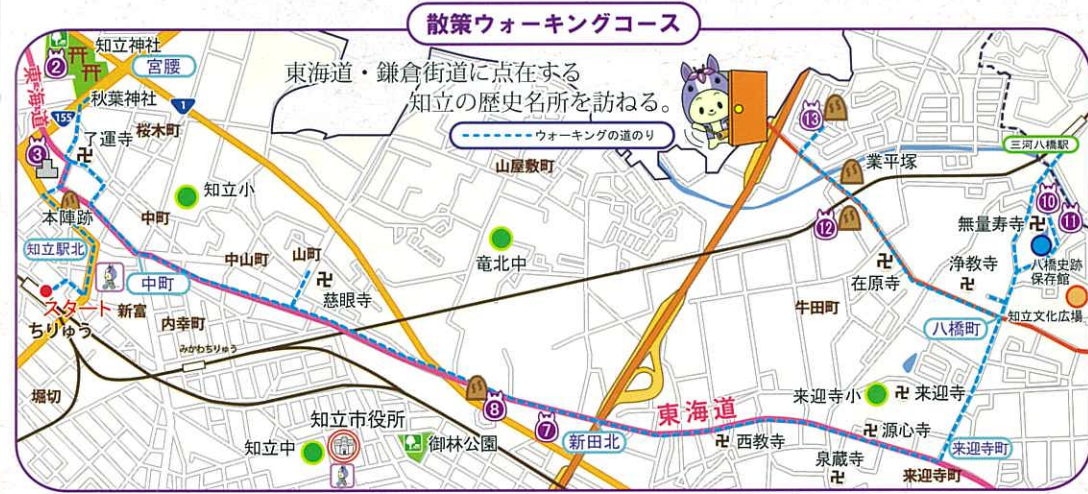 散策ウォーキングコース
東海道・鎌倉街道に点在する
知立の歴史名所を訪ねる。
ウォーキングの道のり
知立神社
宮腰
②
東海道
秋葉神社
1
155
桜木町
了運寺
③
知立小
本陣跡
中町
知立駅北
中町
中山町
山町
慈眼寺
スタート
新富
ちりゅう
内幸町
みかわちりゅう
堀切
知立中
知立市役所
御林公園
山屋敷町
竜北中
⑧
⑦
新田北
東海道
西教寺
泉蔵寺
源心寺
来迎寺町
来迎寺町
来迎寺小
来迎寺
牛田町
八橋町
知立文化広場
在原寺
浄教寺
八橋史跡
保存館
無量寿寺
⑩
⑪
三河八橋駅
業平塚
⑫
⑬